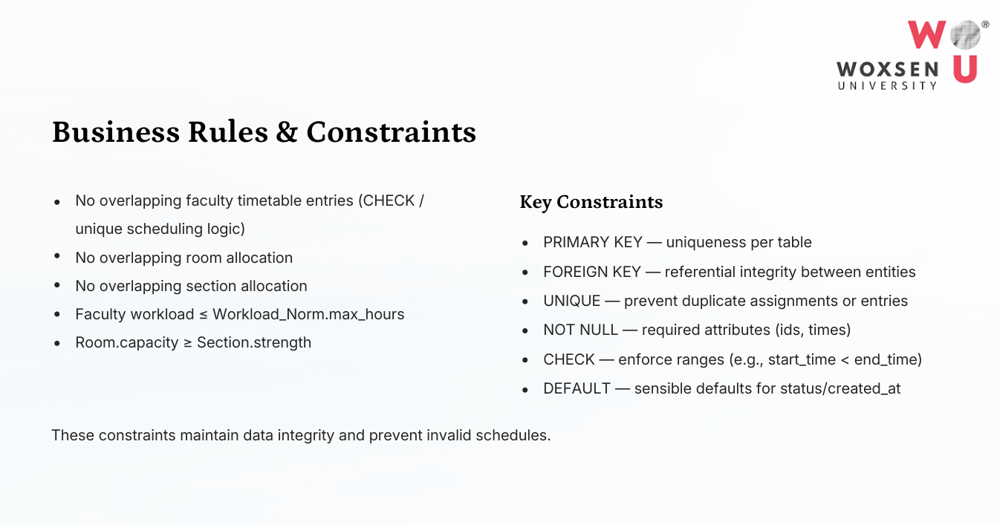 W ®
WOXSEN U
UNIVERSITY
Business Rules & Constraints
• No overlapping faculty timetable entries (CHECK /
unique scheduling logic)
• No overlapping room allocation
• No overlapping section allocation
• Faculty workload ≤ Workload_Norm.max_hours
• Room.capacity ≥ Section.strength
Key Constraints
• PRIMARY KEY — uniqueness per table
• FOREIGN KEY — referential integrity between entities
• UNIQUE — prevent duplicate assignments or entries
• NOT NULL — required attributes (ids, times)
• CHECK — enforce ranges (e.g., start_time < end_time)
• DEFAULT — sensible defaults for status/created_at
These constraints maintain data integrity and prevent invalid schedules.